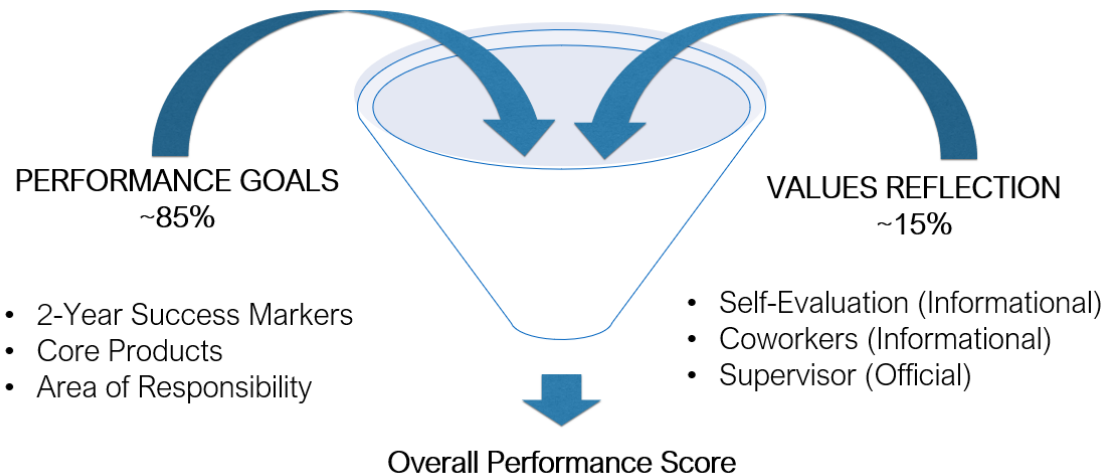 PERFORMANCE GOALS
~85%
• 2-Year Success Markers
• Core Products
• Area of Responsibility
VALUES REFLECTION
~15%
• Self-Evaluation (Informational)
• Coworkers (Informational)
• Supervisor (Official)
Overall Performance Score